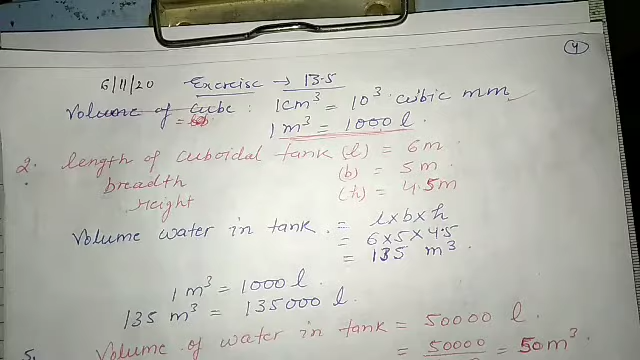 4
6/11/20 Exercise → 13.5
Volume of Cube : 1cm³ = 10³ cubic mm
1 m³ = 1000 l.
2. length of cuboidal tank (l) = 6m
breadth (b) = 5m
Height (h) = 4.5m
Volume water in tank . = l×b×h
= 6×5×4.5
= 135 m³.
1 m³ = 1000 l.
135 m³ = 135000 l.
5. Volume of water in tank = 50000 l.
= 50000 = 50m³.